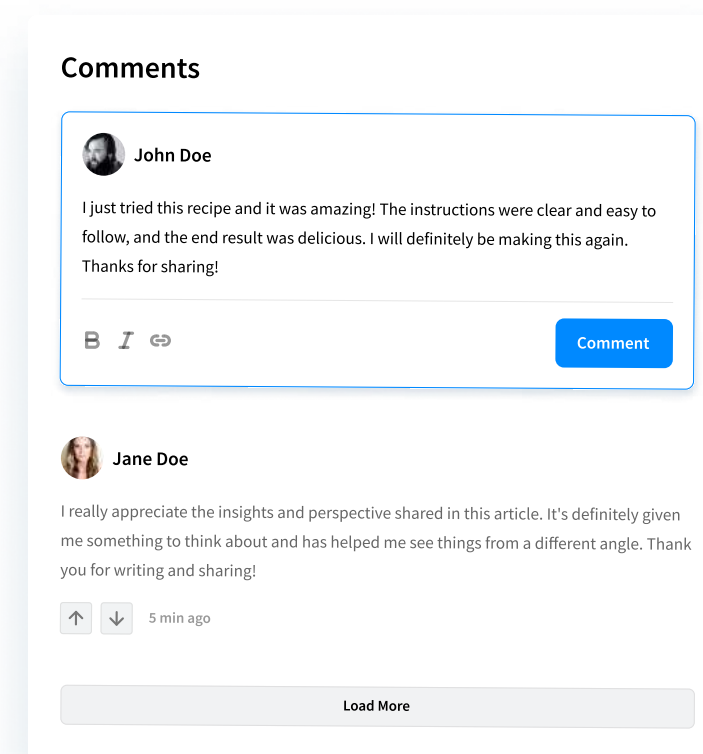 Comments
John Doe
I just tried this recipe and it was amazing! The instructions were clear and easy to
follow, and the end result was delicious. I will definitely be making this again.
Thanks for sharing!
B I
Comment
Jane Doe
I really appreciate the insights and perspective shared in this article. It's definitely given
me something to think about and has helped me see things from a different angle. Thank
you for writing and sharing!
5 min ago
Load More